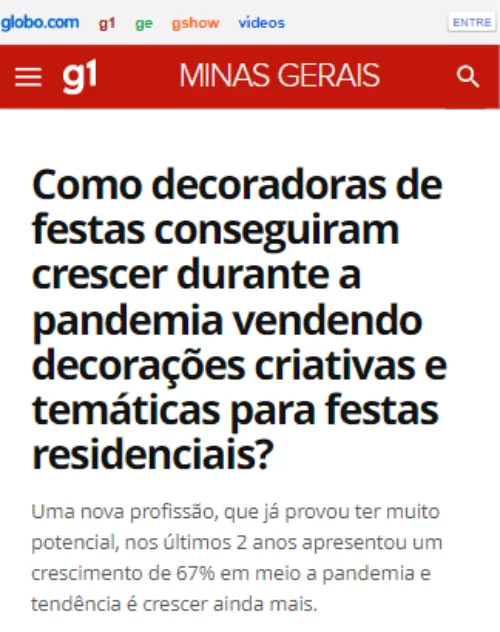 globo.com g1 ge gshow vídeos ENTRE
g1 MINAS GERAIS
Como decoradoras de
festas conseguiram
crescer durante a
pandemia vendendo
decorações criativas e
temáticas para festas
residenciais?
Uma nova profissão, que já provou ter muito
potencial, nos últimos 2 anos apresentou um
crescimento de 67% em meio a pandemia e
tendência é crescer ainda mais.